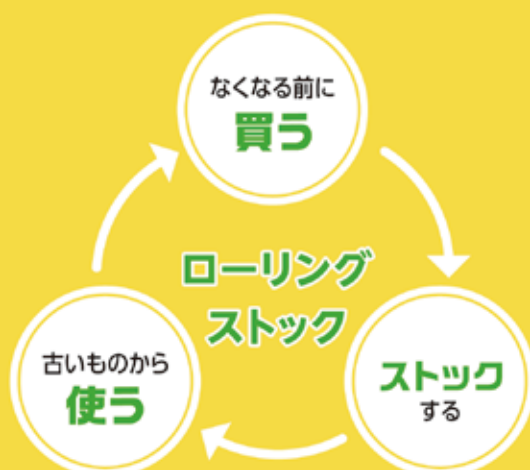 なくなる前に
買う
ローリング
ストック
古いものから
使う
ストック
する